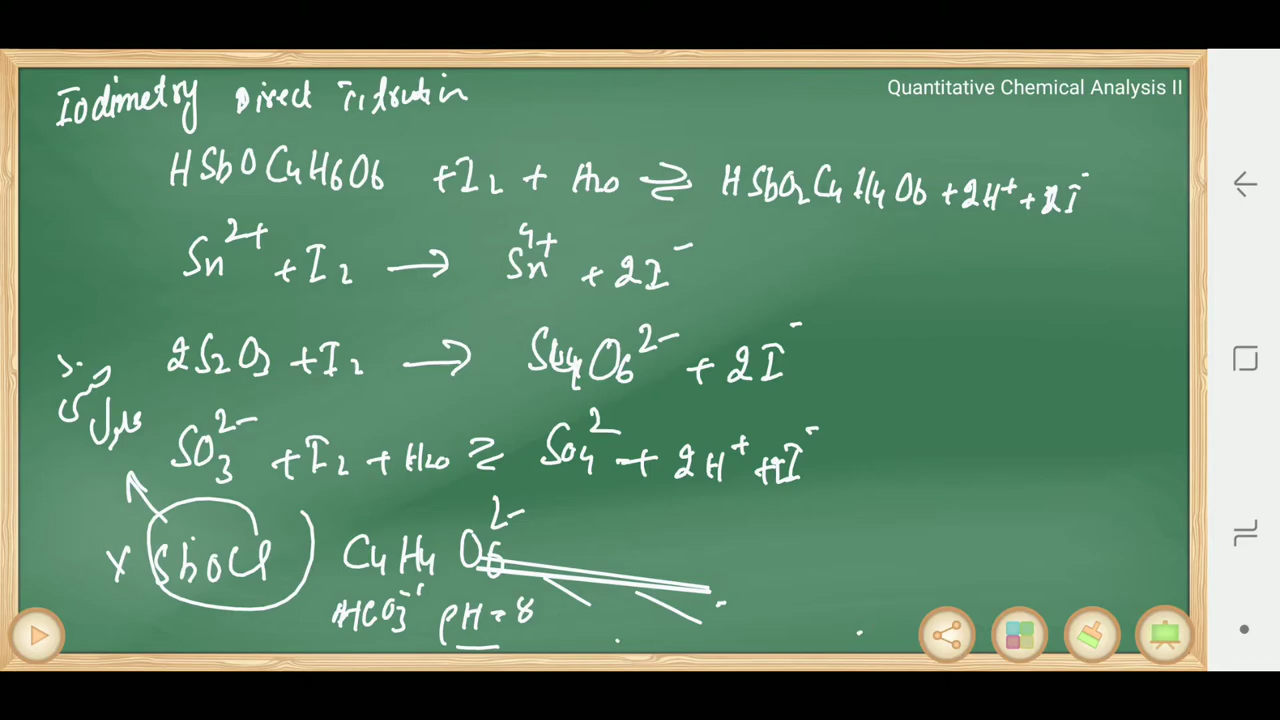 Quantitative Chemical Analysis II
Iodimetry Direct Titration
HSbOC4H6O6 + I2 + H2O ⇌ HSbO2C4H4O6 + 2H+ + 2I-
Sn2+ + I2 → Sn4+ + 2I-
2S2O3 + I2 → S4O6 2- + 2I-
SO3 2- + I2 + H2O ⇌ SO4 2- + 2H+ + I-
x SbOCl ) C4H4O6 2-
HCO3- pH = 8